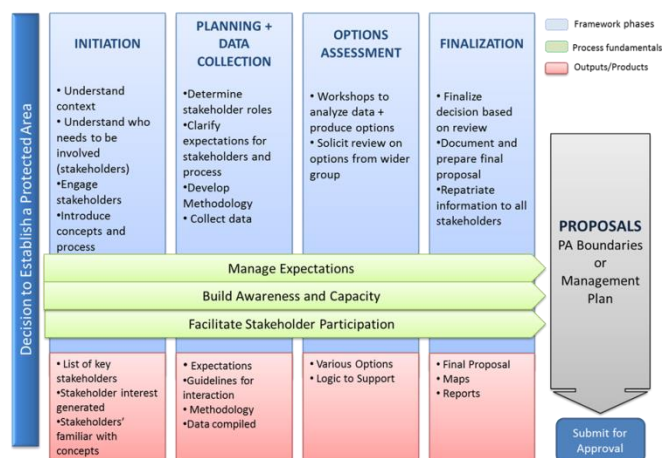 Decision to Establish a Protected Area
INITIATION
• Understand
context
• Understand who
needs to be
involved
(stakeholders)
•Engage
stakeholders
•Introduce
concepts and
process
PLANNING +
DATA
COLLECTION
•Determine
stakeholder roles
•Clarify
expectations for
stakeholders and
process
•Develop
Methodology
• Collect data
OPTIONS
ASSESSMENT
• Workshops to
analyze data +
produce options
• Solicit review on
options from wider
group
FINALIZATION
• Finalize
decision based on
review
•Document and
prepare final
proposal
•Repatriate
information to all
stakeholders
Framework phases
Process fundamentals
Outputs/Products
Manage Expectations
Build Awareness and Capacity
Facilitate Stakeholder Participation
• List of key
stakeholders
•Stakeholder interest
generated
•Stakeholders'
familiar with
concepts
• Expectations
•Guidelines for
interaction
• Methodology
•Data compiled
• Various Options
• Logic to Support
• Final Proposal
• Maps
• Reports
PROPOSALS
PA Boundaries
or
Management
Plan
Submit for
Approval